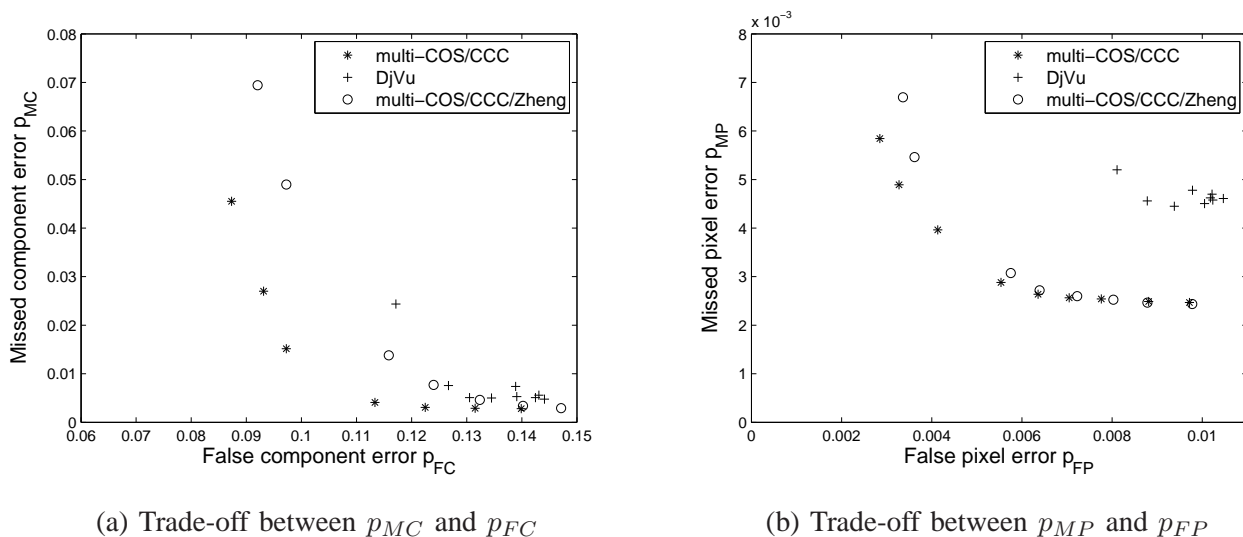 0.08
0.07
0.06
0.05
0.04
0.03
0.02
0.01
0
Missed component error p_MC
multi−COS/CCC
DjVu
multi−COS/CCC/Zheng
0.06 0.07 0.08 0.09 0.1 0.11 0.12 0.13 0.14 0.15
False component error p_FC
(a) Trade-off between p_MC and p_FC
x 10^−3
8
7
6
5
4
3
2
1
0
Missed pixel error p_MP
multi−COS/CCC
DjVu
multi−COS/CCC/Zheng
0 0.002 0.004 0.006 0.008 0.01
False pixel error p_FP
(b) Trade-off between p_MP and p_FP